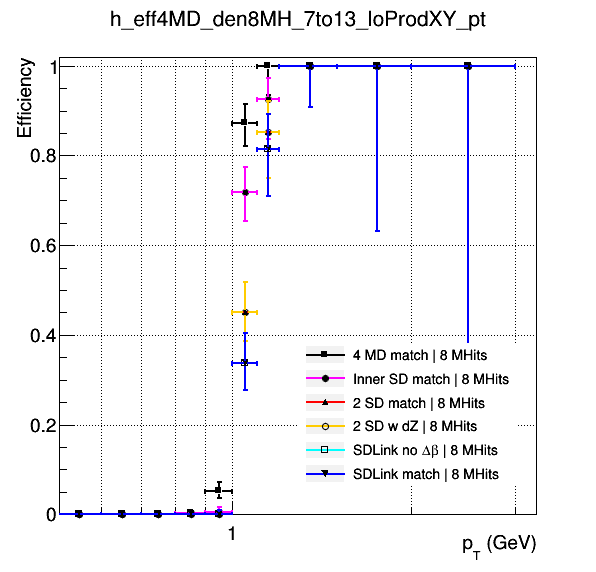 h_eff4MD_den8MH_7to13_loProdXY_pt
Efficiency
1
0.8
0.6
0.4
0.2
0
4 MD match | 8 MHits
Inner SD match | 8 MHits
2 SD match | 8 MHits
2 SD w dZ | 8 MHits
SDLink no Δβ | 8 MHits
SDLink match | 8 MHits
1
p_T (GeV)